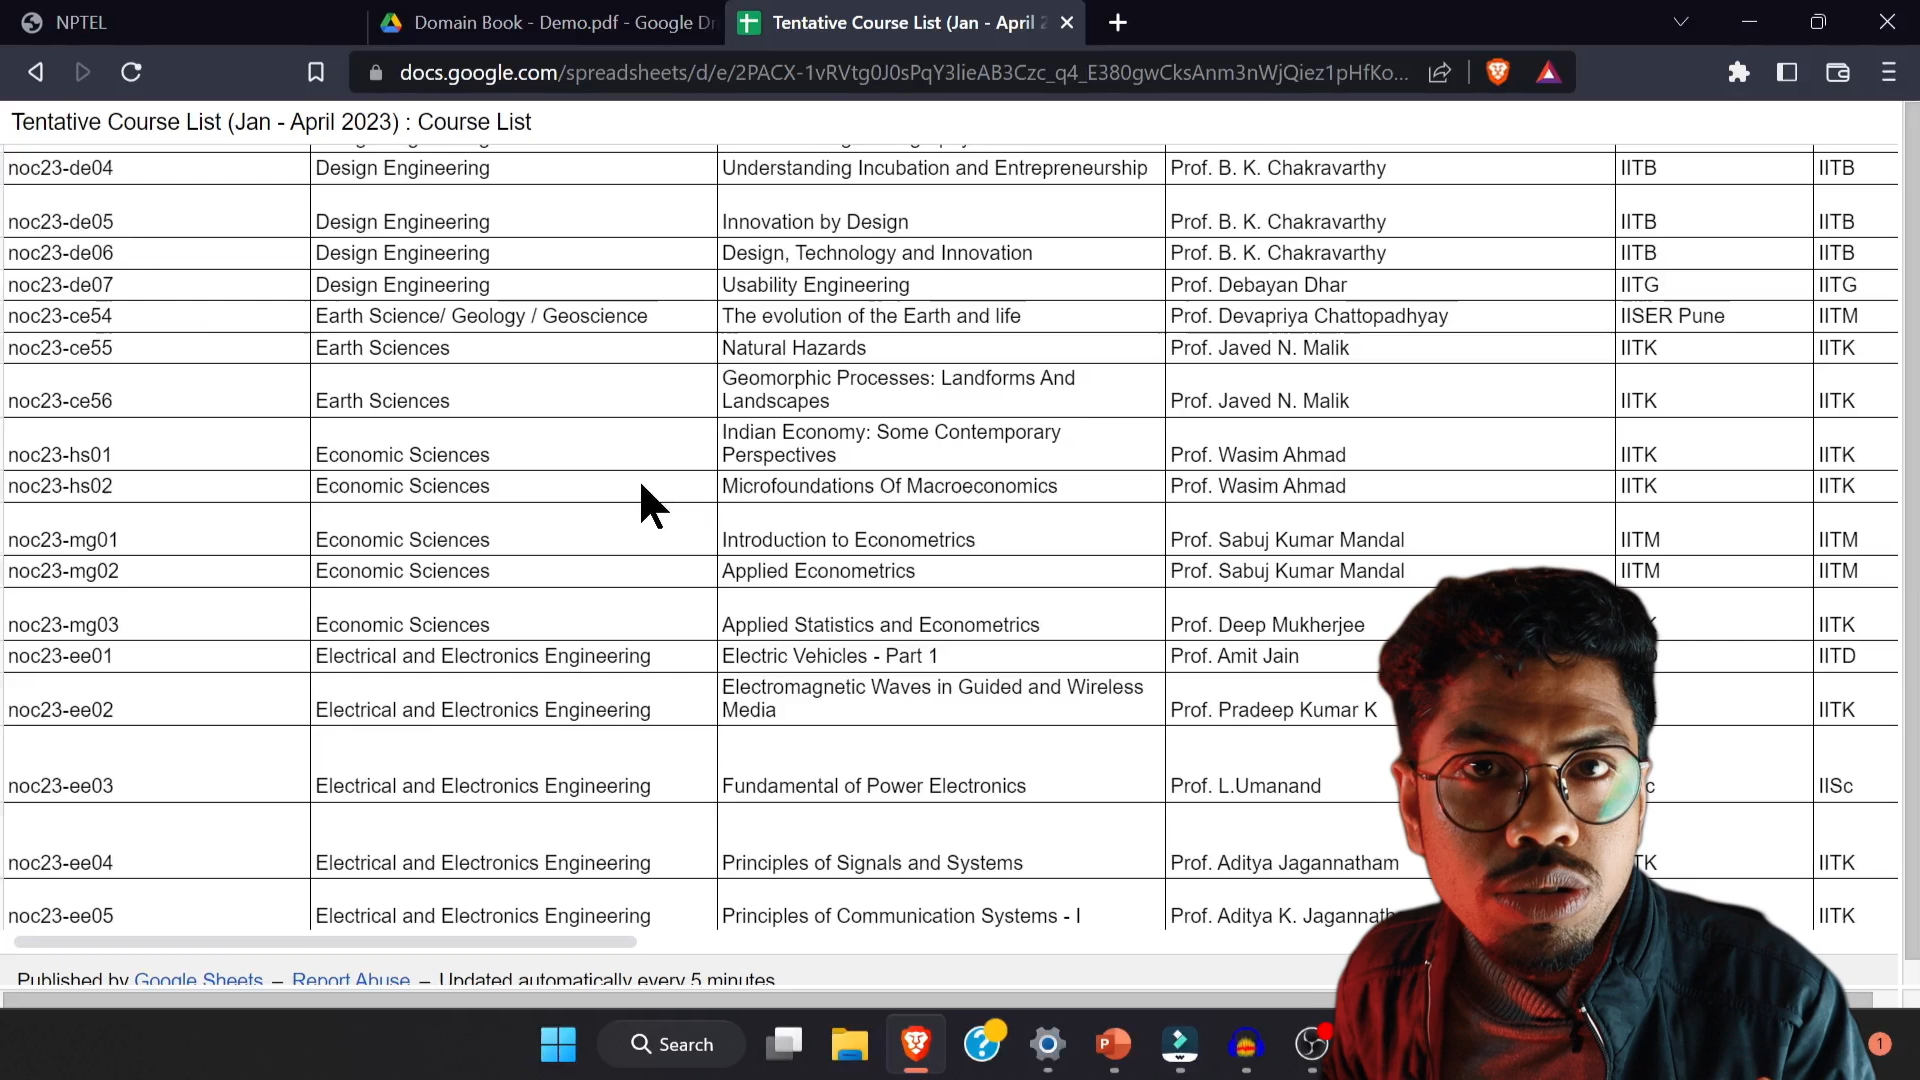 NPTEL
Domain Book - Demo.pdf - Google Dr
Tentative Course List (Jan - April 2
docs.google.com/spreadsheets/d/e/2PACX-1vRVtg0J0sPqY3lieAB3Czc_q4_E380gwCksAnm3nWjQiez1pHfKo...
Tentative Course List (Jan - April 2023) : Course List
noc23-de04 Design Engineering Understanding Incubation and Entrepreneurship Prof. B. K. Chakravarthy IITB IITB
noc23-de05 Design Engineering Innovation by Design Prof. B. K. Chakravarthy IITB IITB
noc23-de06 Design Engineering Design, Technology and Innovation Prof. B. K. Chakravarthy IITB IITB
noc23-de07 Design Engineering Usability Engineering Prof. Debayan Dhar IITG IITG
noc23-ce54 Earth Science/ Geology / Geoscience The evolution of the Earth and life Prof. Devapriya Chattopadhyay IISER Pune IITM
noc23-ce55 Earth Sciences Natural Hazards Prof. Javed N. Malik IITK IITK
Geomorphic Processes: Landforms And
noc23-ce56 Earth Sciences Landscapes Prof. Javed N. Malik IITK IITK
Indian Economy: Some Contemporary
noc23-hs01 Economic Sciences Perspectives Prof. Wasim Ahmad IITK IITK
noc23-hs02 Economic Sciences Microfoundations Of Macroeconomics Prof. Wasim Ahmad IITK IITK
noc23-mg01 Economic Sciences Introduction to Econometrics Prof. Sabuj Kumar Mandal IITM IITM
noc23-mg02 Economic Sciences Applied Econometrics Prof. Sabuj Kumar Mandal IITM IITM
noc23-mg03 Economic Sciences Applied Statistics and Econometrics Prof. Deep Mukherjee IITK
noc23-ee01 Electrical and Electronics Engineering Electric Vehicles - Part 1 Prof. Amit Jain IITD
Electromagnetic Waves in Guided and Wireless
noc23-ee02 Electrical and Electronics Engineering Media Prof. Pradeep Kumar K IITK
noc23-ee03 Electrical and Electronics Engineering Fundamental of Power Electronics Prof. L.Umanand c IISc
noc23-ee04 Electrical and Electronics Engineering Principles of Signals and Systems Prof. Aditya Jagannatham TK IITK
noc23-ee05 Electrical and Electronics Engineering Principles of Communication Systems - I Prof. Aditya K. Jagannath IITK
Published by Google Sheets – Report Abuse – Updated automatically every 5 minutes
Search
1